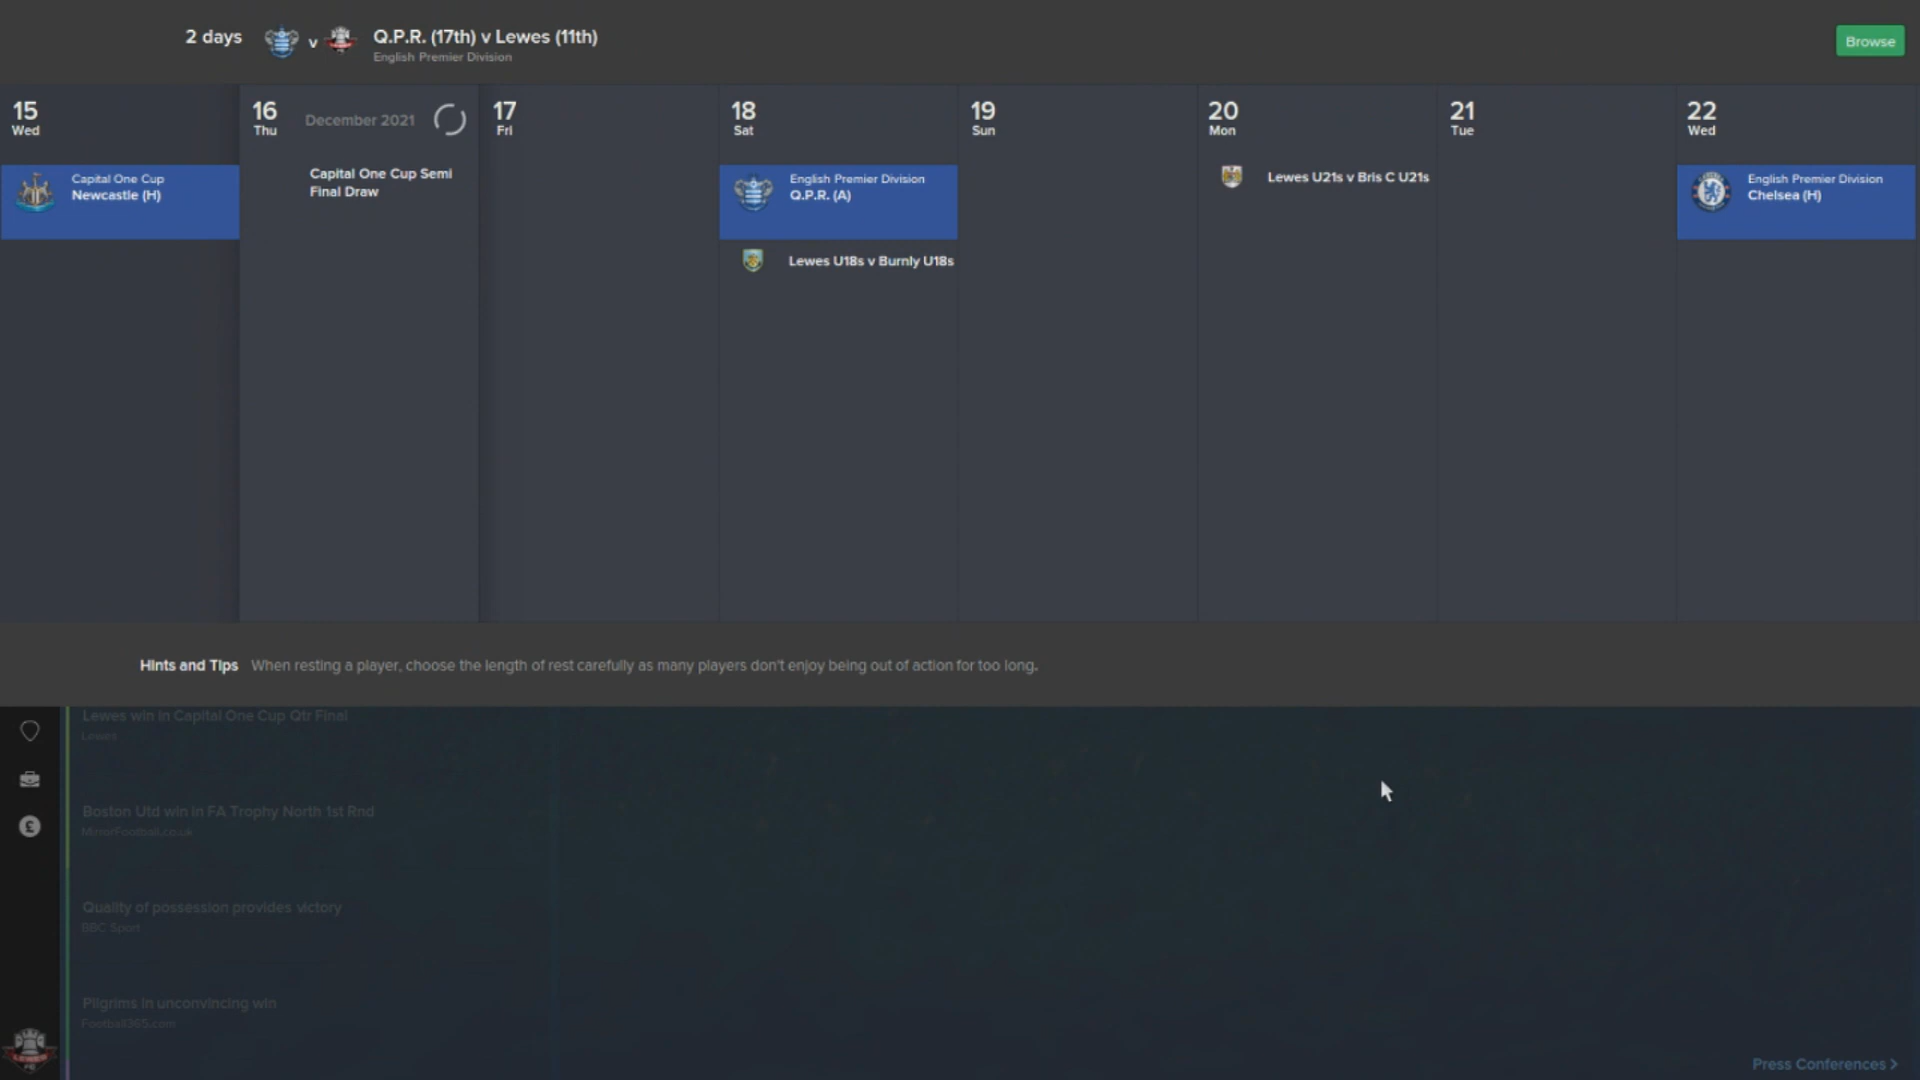 2 days
v
Q.P.R. (17th) v Lewes (11th)
English Premier Division
Browse
15
Wed
16
Thu
December 2021
17
Fri
18
Sat
19
Sun
20
Mon
21
Tue
22
Wed
Capital One Cup
Newcastle (H)
Capital One Cup Semi
Final Draw
English Premier Division
Q.P.R. (A)
Lewes U18s v Burnly U18s
Lewes U21s v Bris C U21s
English Premier Division
Chelsea (H)
Hints and Tips When resting a player, choose the length of rest carefully as many players don't enjoy being out of action for too long.
Lewes win in Capital One Cup Qtr Final
Lewes
Boston Utd win in FA Trophy North 1st Rnd
MirrorFootball.co.uk
Quality of possession provides victory
BBC Sport
Pilgrims in unconvincing win
Football365.com
Press Conferences >